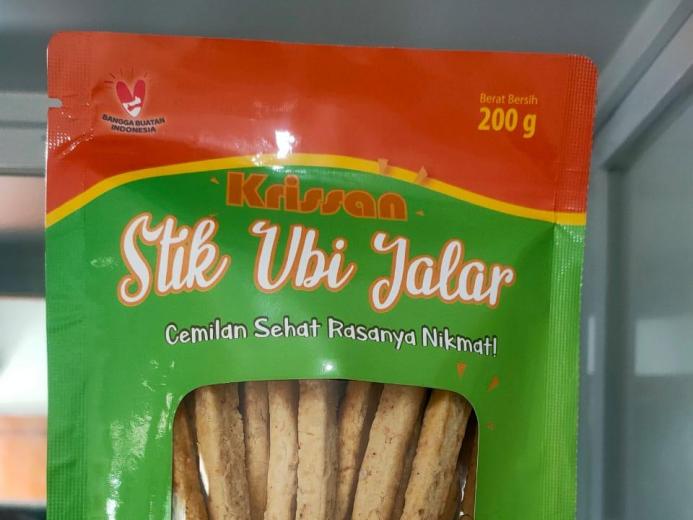 BANGGA BUATAN
INDONESIA
Berat Bersih
200 g
Krissan
Stik Ubi Jalar
Cemilan Sehat Rasanya Nikmat!